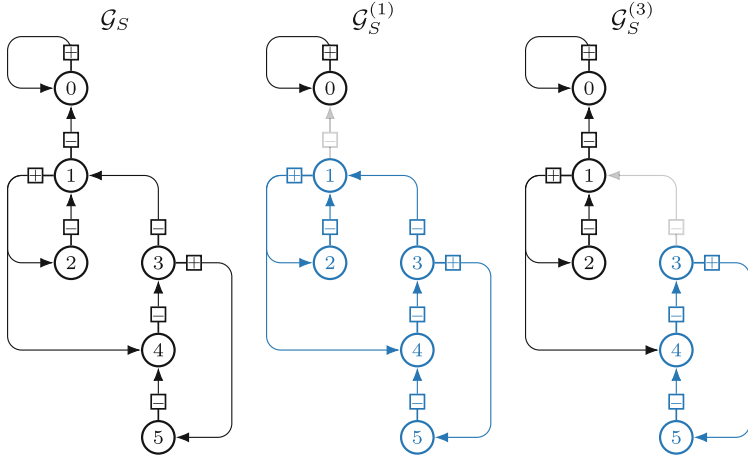 𝒢_S 𝒢_S^{(1)} 𝒢_S^{(3)}
+ + +
0 0 0
− − −
+ 1 + 1 + 1
− − − − − −
2 3 + 2 3 + 2 3 +
− − −
4 4 4
− − −
5 5 5